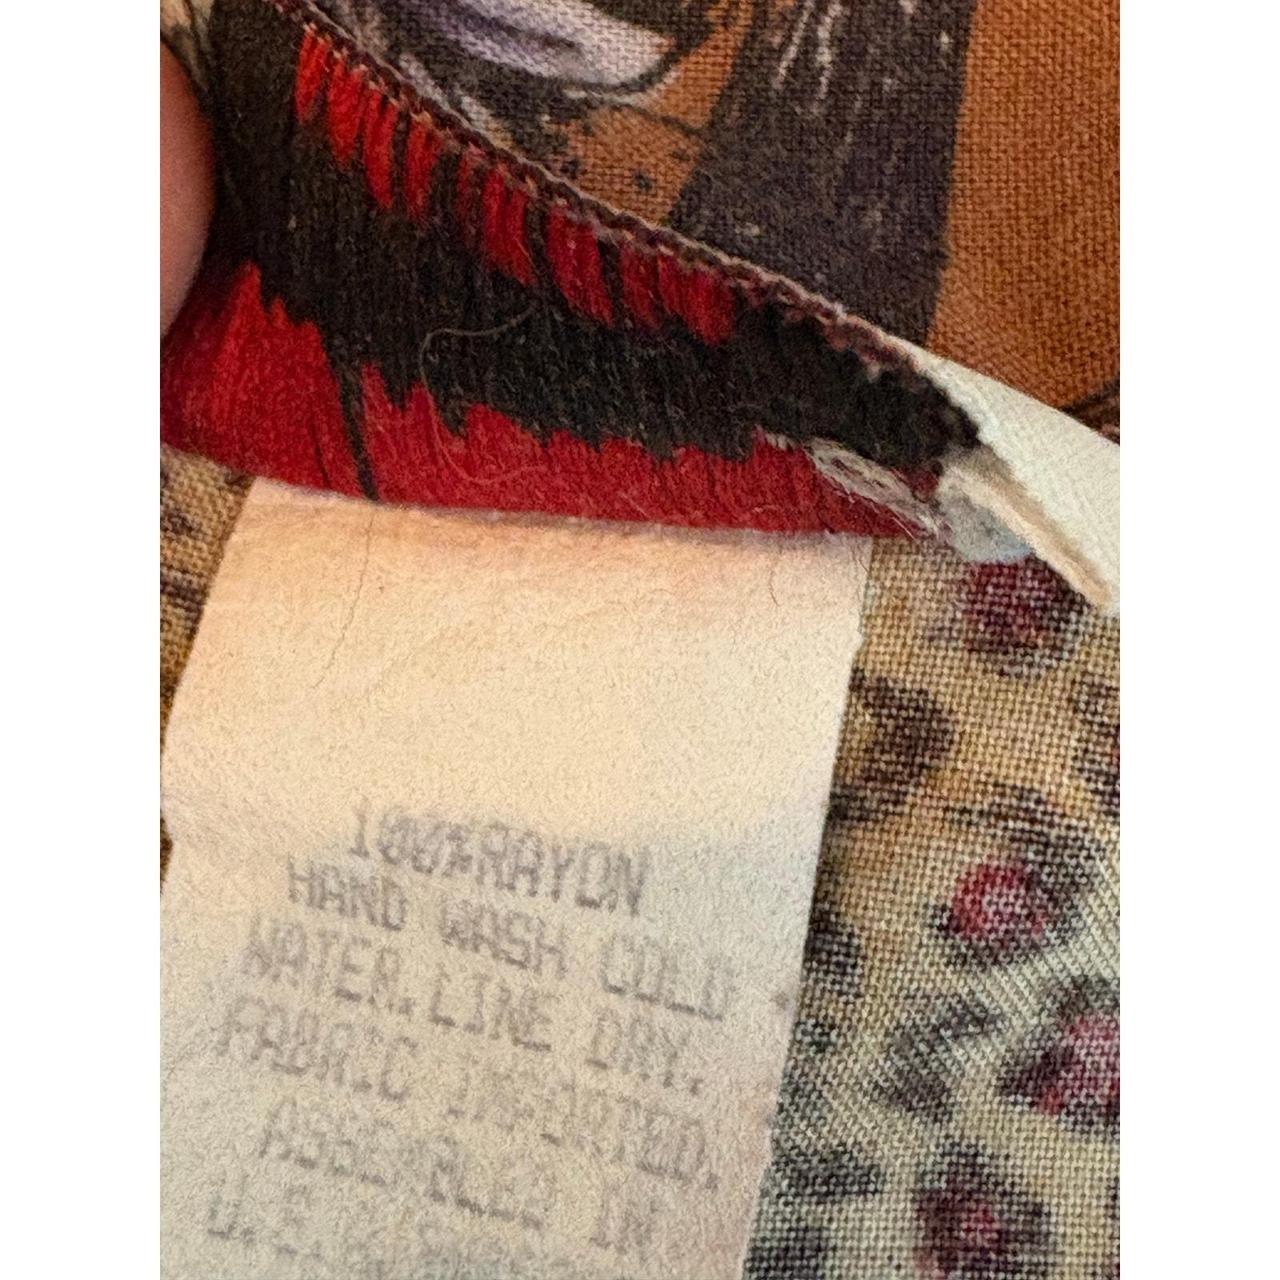 100%RAYON
HAND WASH COLD
WATER.LINE DRY.
FABRIC IMPORTED.
ASSEMBLED IN